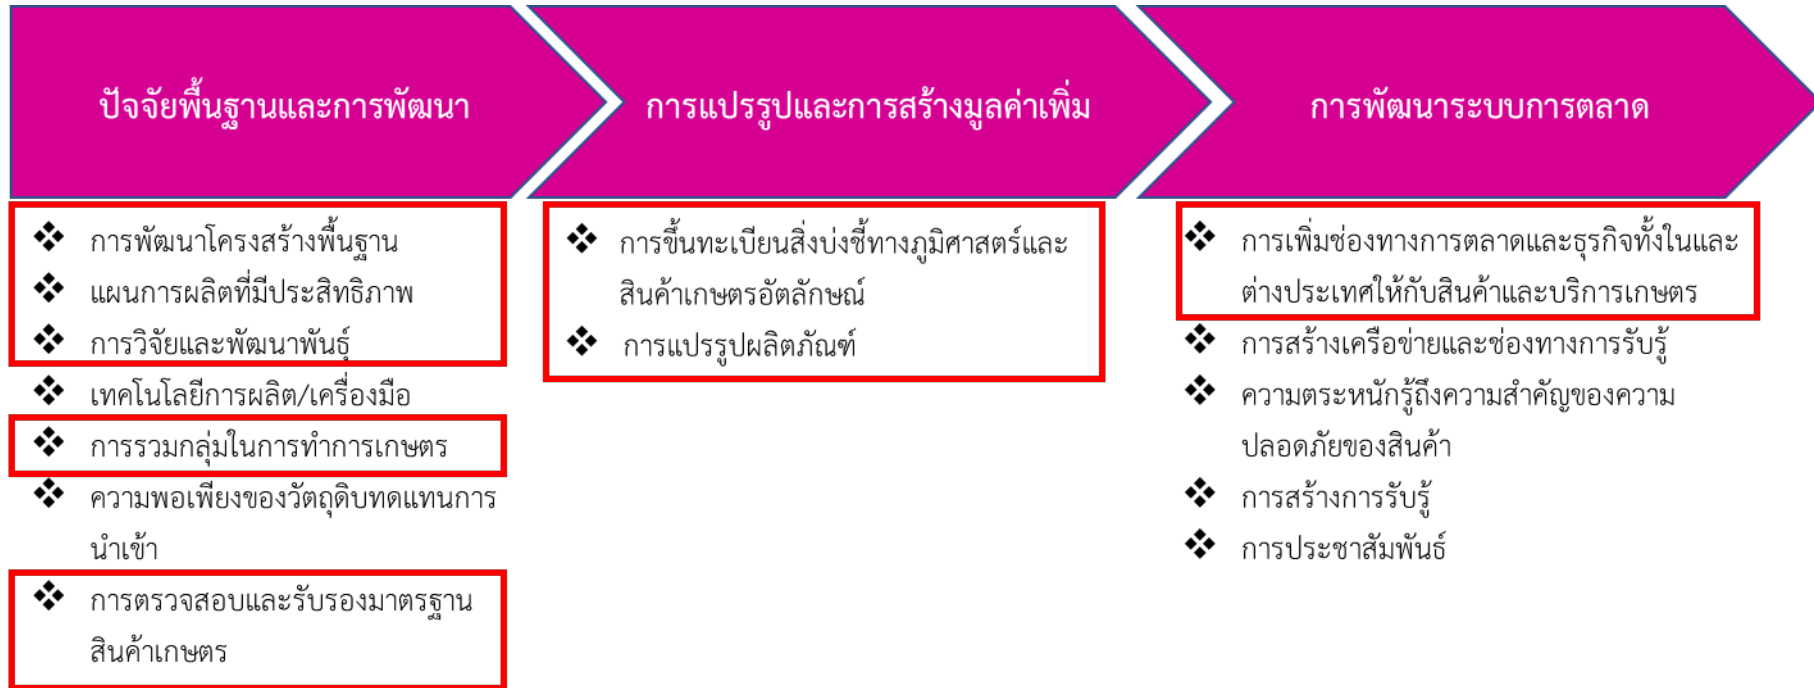 ปัจจัยพื้นฐานและการพัฒนา
การแปรรูปและการสร้างมูลค่าเพิ่ม
การพัฒนาระบบการตลาด
❖ การพัฒนาโครงสร้างพื้นฐาน
❖ แผนการผลิตที่มีประสิทธิภาพ
❖ การวิจัยและพัฒนาพันธุ์
❖ เทคโนโลยีการผลิต/เครื่องมือ
❖ การรวมกลุ่มในการทำการเกษตร
❖ ความพอเพียงของวัตถุดิบทดแทนการ
นำเข้า
❖ การตรวจสอบและรับรองมาตรฐาน
สินค้าเกษตร
❖ การขึ้นทะเบียนสิ่งบ่งชี้ทางภูมิศาสตร์และ
สินค้าเกษตรอัตลักษณ์
❖ การแปรรูปผลิตภัณฑ์
❖ การเพิ่มช่องทางการตลาดและธุรกิจทั้งในและ
ต่างประเทศให้กับสินค้าและบริการเกษตร
❖ การสร้างเครือข่ายและช่องทางการรับรู้
❖ ความตระหนักรู้ถึงความสำคัญของความ
ปลอดภัยของสินค้า
❖ การสร้างการรับรู้
❖ การประชาสัมพันธ์